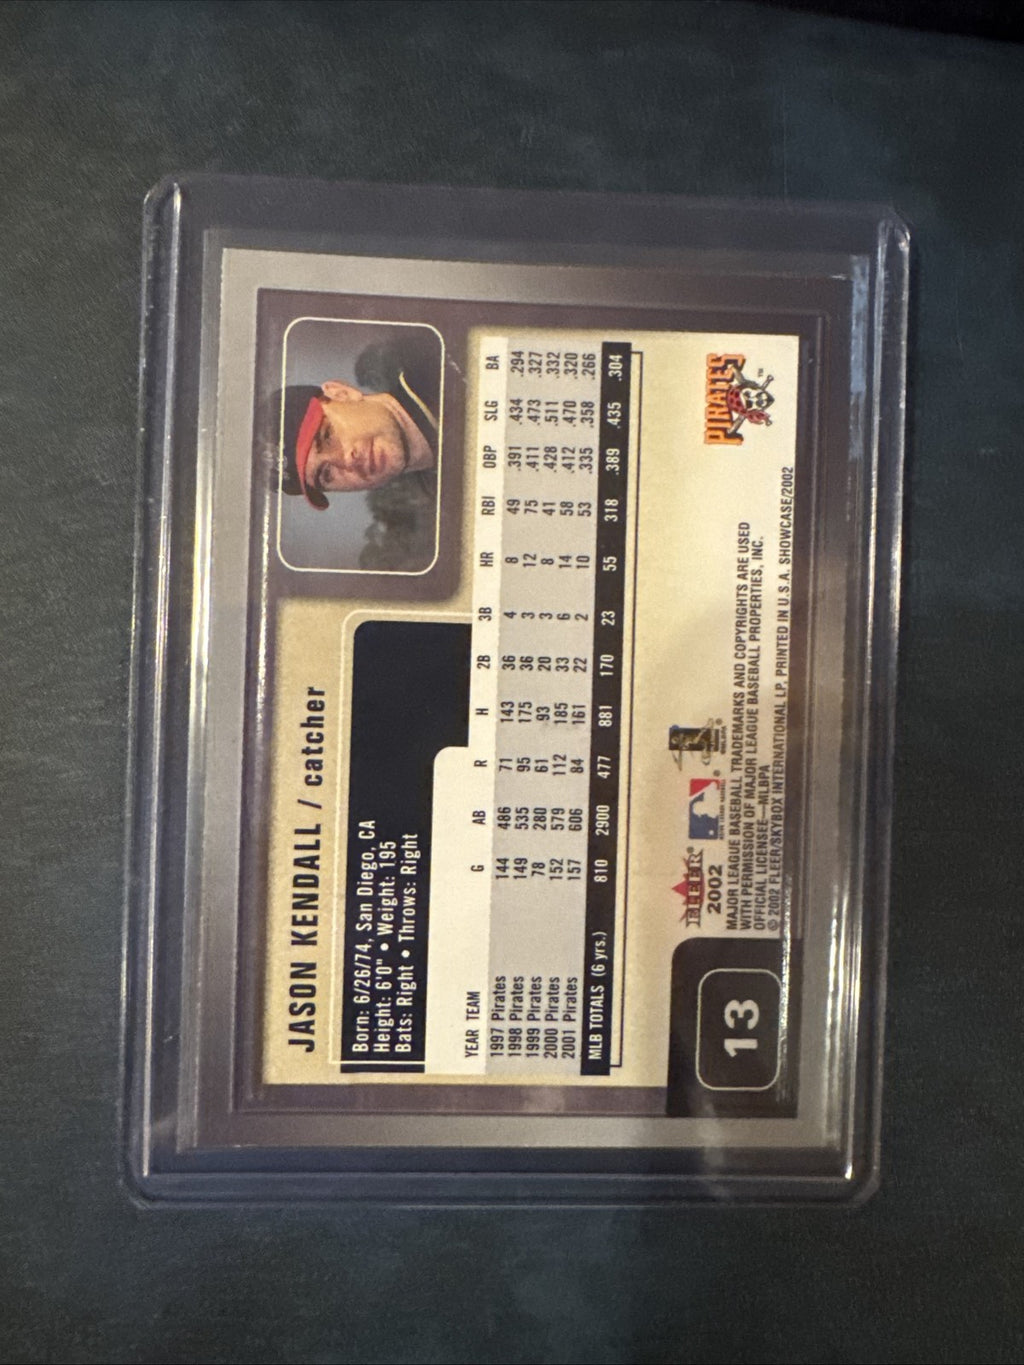 JASON KENDALL / catcher
Born: 6/26/74, San Diego, CA
Height: 6'0" • Weight: 195
Bats: Right • Throws: Right
YEAR TEAM G AB R H 2B 3B HR RBI OBP SLG BA
1997 Pirates 144 486 71 143 36 4 8 49 .391 .434 .294
1998 Pirates 149 535 95 175 36 3 12 75 .411 .473 .327
1999 Pirates 78 280 61 93 20 3 8 41 .428 .511 .332
2000 Pirates 152 579 112 185 33 6 14 58 .412 .470 .320
2001 Pirates 157 606 84 161 22 2 10 53 .335 .358 .266
MLB TOTALS (6 yrs.) 810 2900 477 881 170 23 55 318 .389 .435 .304
13
FLEER®
2002
PIRATES™
MAJOR LEAGUE BASEBALL TRADEMARKS AND COPYRIGHTS ARE USED
WITH PERMISSION OF MAJOR LEAGUE BASEBALL PROPERTIES, INC.
OFFICIAL LICENSEE—MLBPA
© 2002 FLEER/SKYBOX INTERNATIONAL LP. PRINTED IN U.S.A. SHOWCASE/2002